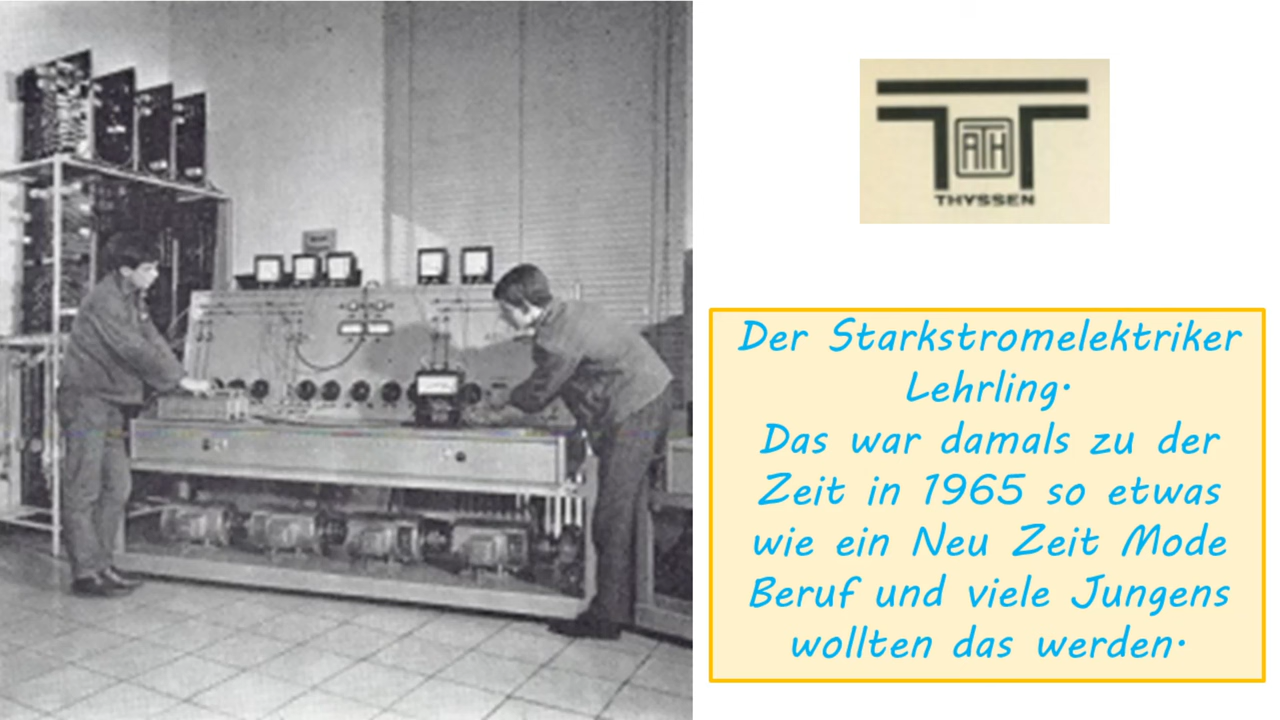 ATH
THYSSEN
Der Starkstromelektriker
Lehrling.
Das war damals zu der
Zeit in 1965 so etwas
wie ein Neu Zeit Mode
Beruf und viele Jungens
wollten das werden.